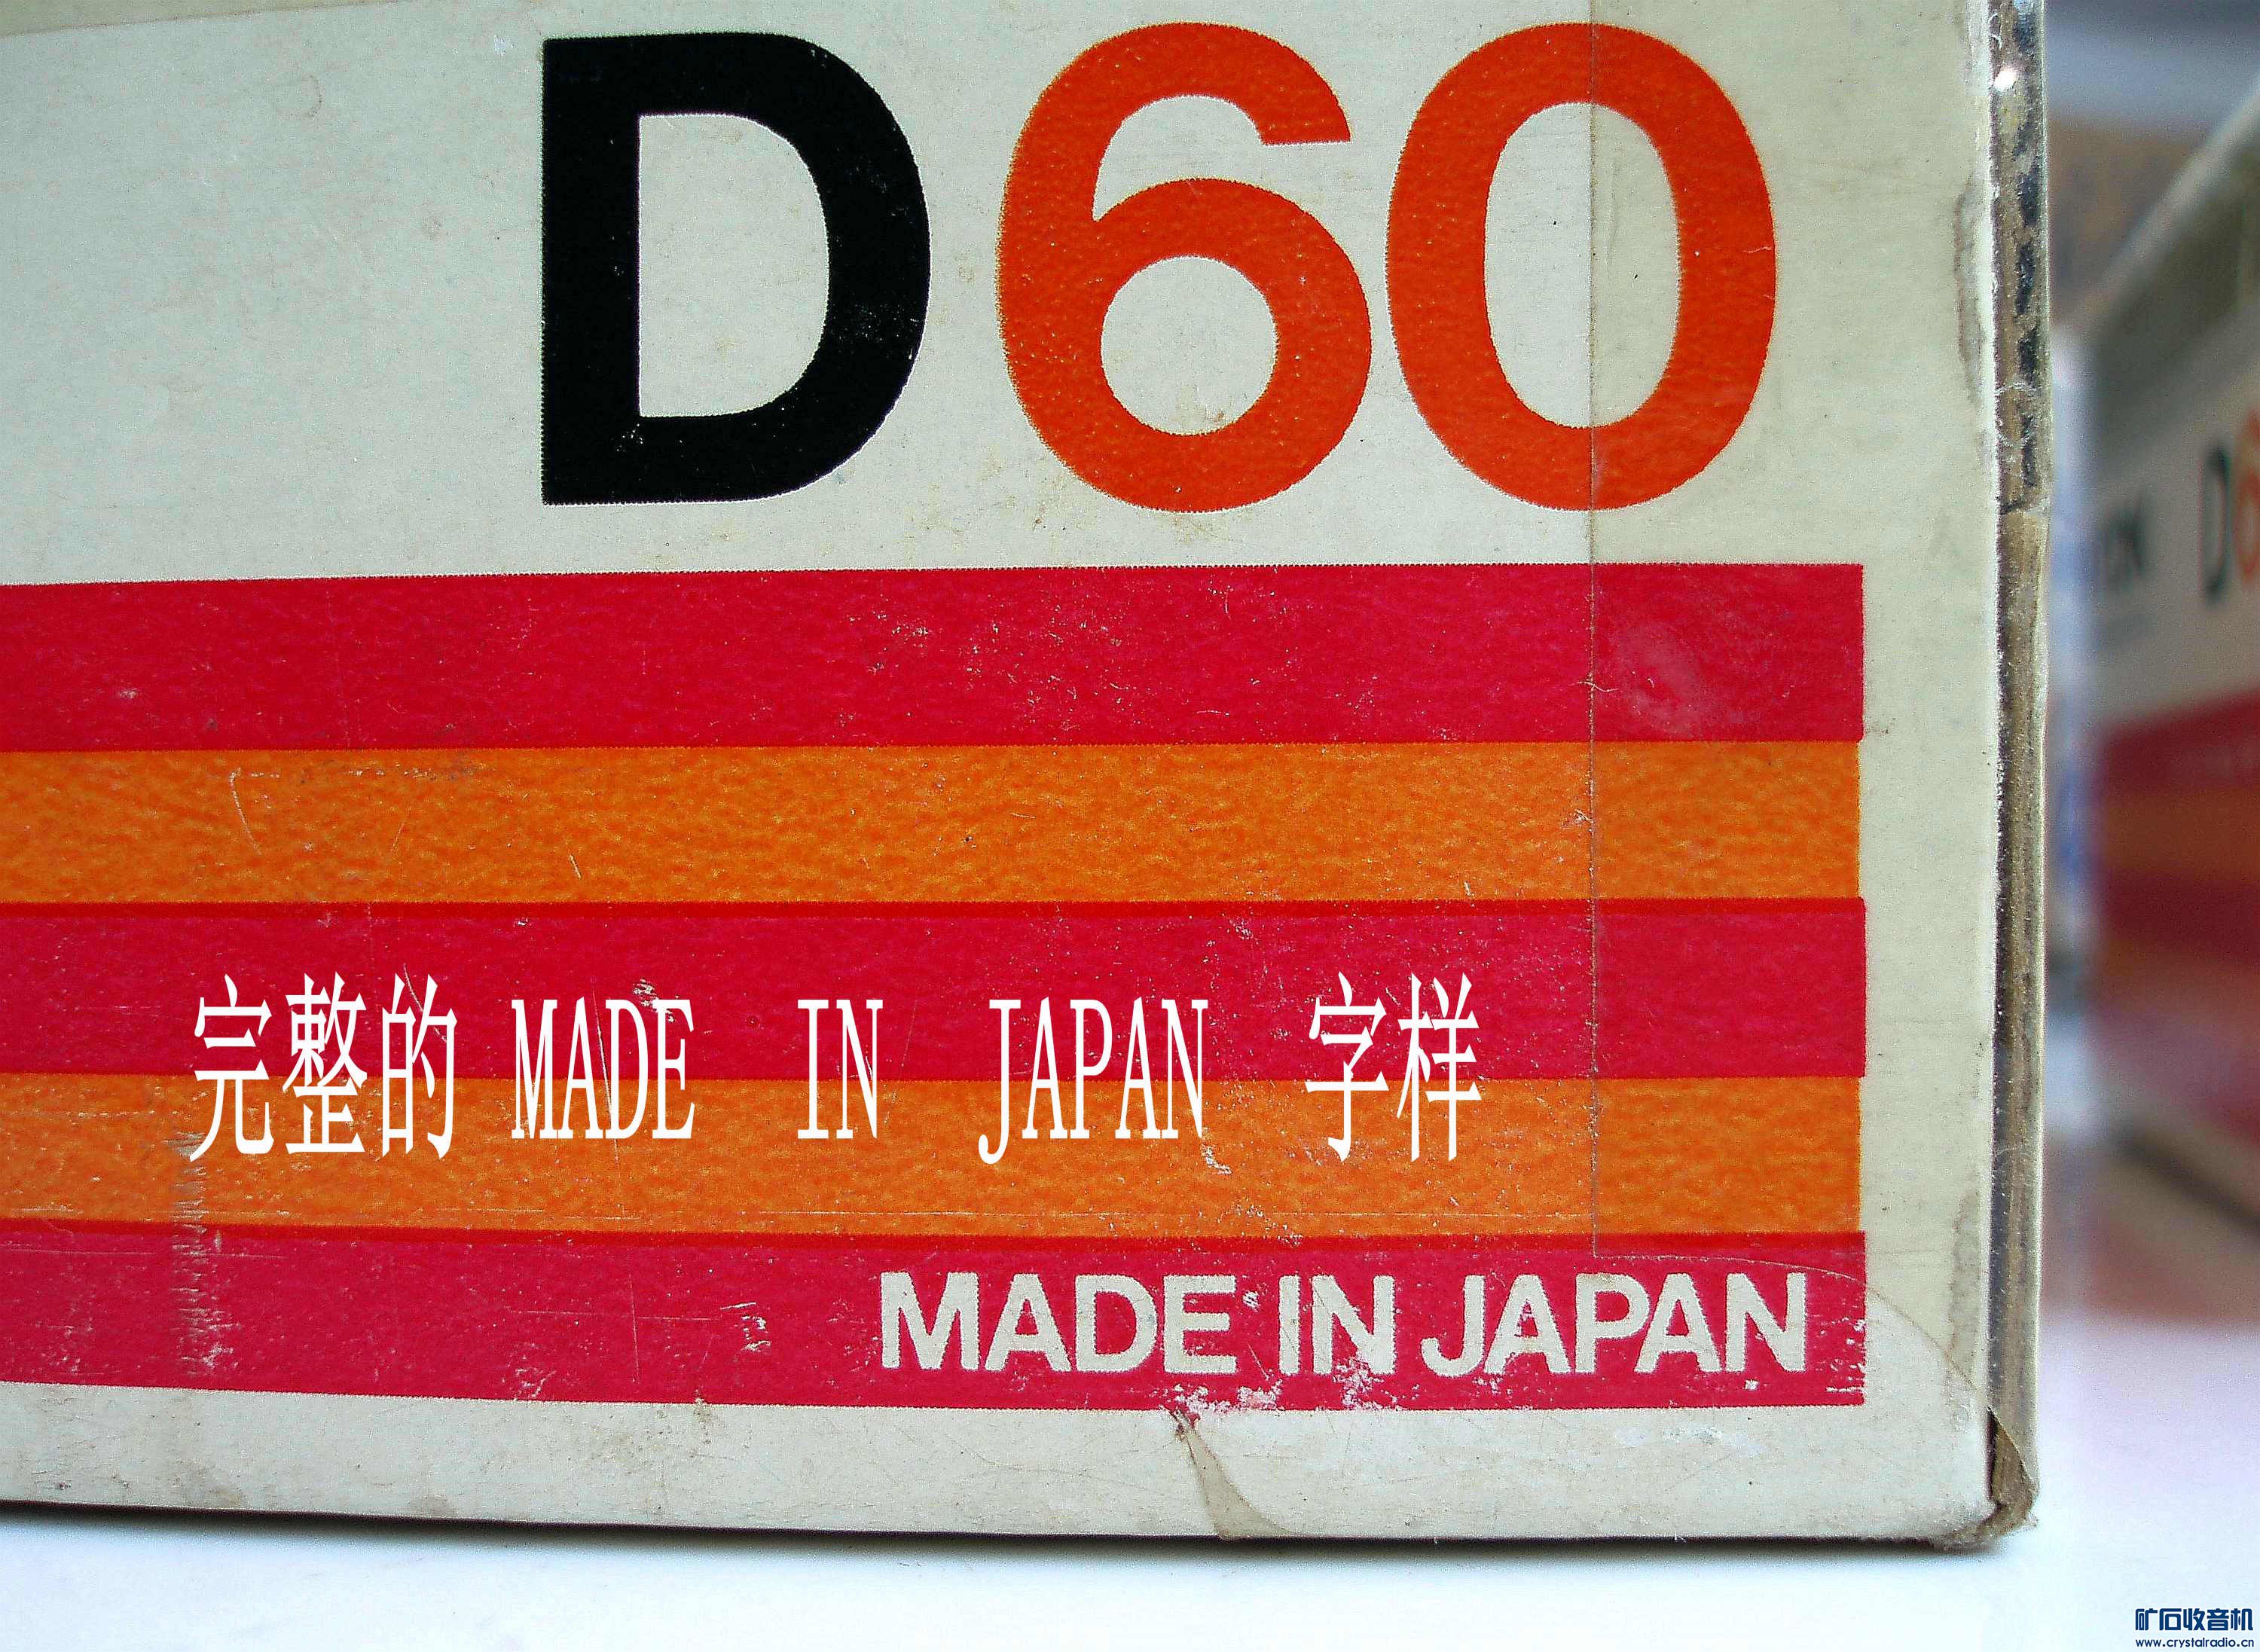 D60
完整的 MADE IN JAPAN 字样
MADE IN JAPAN
D6
矿石收音机
www.crystalradio.cn